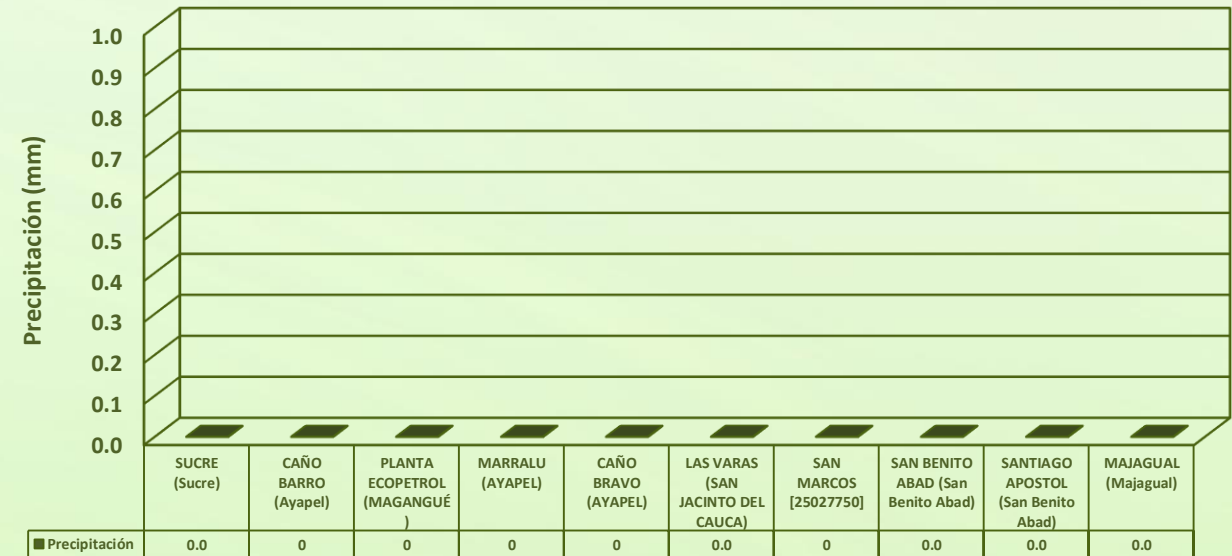 Precipitación (mm)
1.0
0.9
0.8
0.7
0.6
0.5
0.4
0.3
0.2
0.1
0.0
SUCRE
(Sucre)
CAÑO
BARRO
(Ayapel)
PLANTA
ECOPETROL
(MAGANGUÉ
)
MARRALU
(AYAPEL)
CAÑO
BRAVO
(AYAPEL)
LAS VARAS
(SAN
JACINTO DEL
CAUCA)
SAN
MARCOS
[25027750]
SAN BENITO
ABAD (San
Benito Abad)
SANTIAGO
APOSTOL
(San Benito
Abad)
MAJAGUAL
(Majagual)
Precipitación 0.0 0 0 0 0 0.0 0 0.0 0.0 0.0